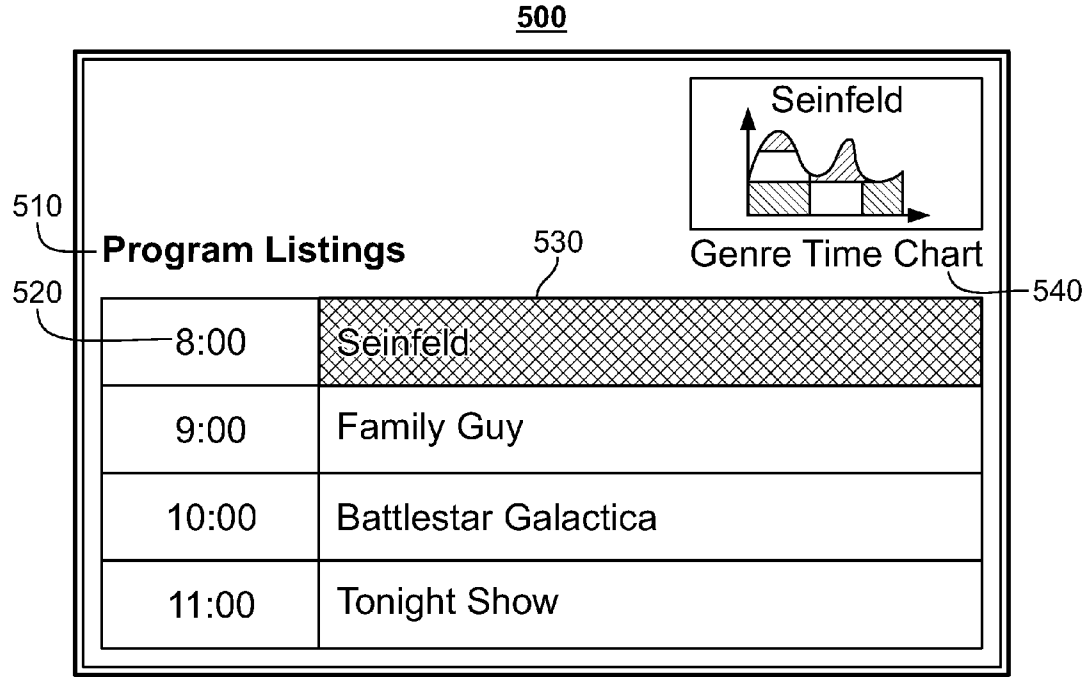 500
Seinfeld
510
Program Listings
530
Genre Time Chart
540
520
8:00
Seinfeld
9:00
Family Guy
10:00
Battlestar Galactica
11:00
Tonight Show